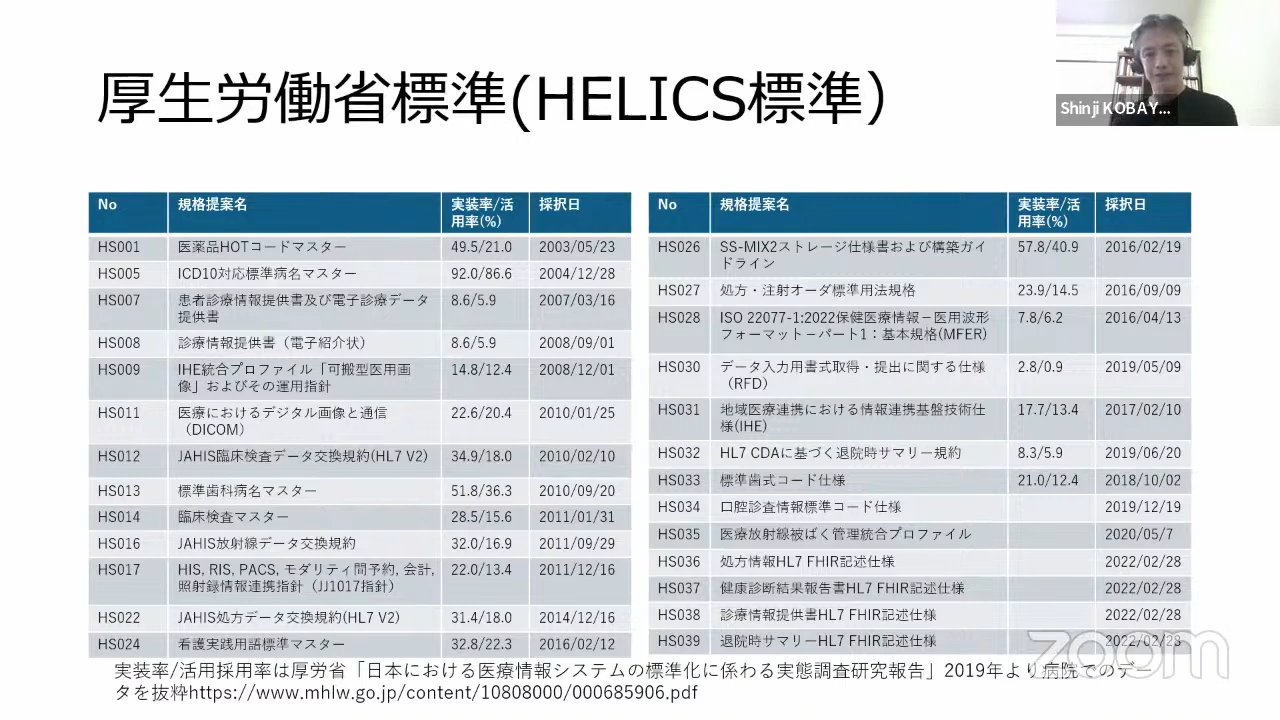 Shinji KOBAY...
厚生労働省標準(HELICS標準）
No 規格提案名 実装率/活用率(%) 採択日
HS001 医薬品HOTコードマスター 49.5/21.0 2003/05/23
HS005 ICD10対応標準病名マスター 92.0/86.6 2004/12/28
HS007 患者診療情報提供書及び電子診療データ提供書 8.6/5.9 2007/03/16
HS008 診療情報提供書（電子紹介状） 8.6/5.9 2008/09/01
HS009 IHE統合プロファイル「可搬型医用画像」およびその運用指針 14.8/12.4 2008/12/01
HS011 医療におけるデジタル画像と通信（DICOM） 22.6/20.4 2010/01/25
HS012 JAHIS臨床検査データ交換規約(HL7 V2) 34.9/18.0 2010/02/10
HS013 標準歯科病名マスター 51.8/36.3 2010/09/20
HS014 臨床検査マスター 28.5/15.6 2011/01/31
HS016 JAHIS放射線データ交換規約 32.0/16.9 2011/09/29
HS017 HIS, RIS, PACS, モダリティ間予約, 会計, 照射録情報連携指針（JJ1017指針） 22.0/13.4 2011/12/16
HS022 JAHIS処方データ交換規約(HL7 V2) 31.4/18.0 2014/12/16
HS024 看護実践用語標準マスター 32.8/22.3 2016/02/12
No 規格提案名 実装率/活用率(%) 採択日
HS026 SS-MIX2ストレージ仕様書および構築ガイドライン 57.8/40.9 2016/02/19
HS027 処方・注射オーダ標準用法規格 23.9/14.5 2016/09/09
HS028 ISO 22077-1:2022保健医療情報－医用波形フォーマット－パート1：基本規格(MFER) 7.8/6.2 2016/04/13
HS030 データ入力用書式取得・提出に関する仕様（RFD） 2.8/0.9 2019/05/09
HS031 地域医療連携における情報連携基盤技術仕様(IHE) 17.7/13.4 2017/02/10
HS032 HL7 CDAに基づく退院時サマリー規約 8.3/5.9 2019/06/20
HS033 標準歯式コード仕様 21.0/12.4 2018/10/02
HS034 口腔診査情報標準コード仕様 2019/12/19
HS035 医療放射線被ばく管理統合プロファイル 2020/05/7
HS036 処方情報HL7 FHIR記述仕様 2022/02/28
HS037 健康診断結果報告書HL7 FHIR記述仕様 2022/02/28
HS038 診療情報提供書HL7 FHIR記述仕様 2022/02/28
HS039 退院時サマリーHL7 FHIR記述仕様 2022/02/28
zoom
実装率/活用採用率は厚労省「日本における医療情報システムの標準化に係わる実態調査研究報告」2019年より病院でのデー
タを抜粋https://www.mhlw.go.jp/content/10808000/000685906.pdf